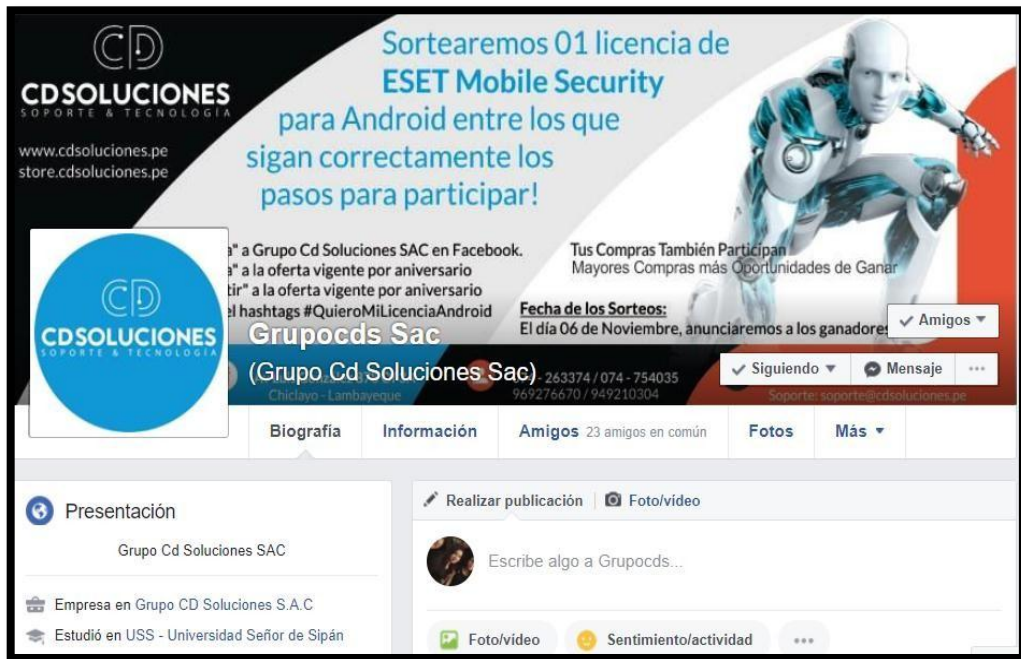 CD
CDSOLUCIONES
SOPORTE & TECNOLOGÍA
www.cdsoluciones.pe
store.cdsoluciones.pe
Sortearemos 01 licencia de
ESET Mobile Security
para Android entre los que
sigan correctamente los
pasos para participar!
a" a Grupo Cd Soluciones SAC en Facebook.
a" a la oferta vigente por aniversario
tir" a la oferta vigente por aniversario
el hashtags #QuieroMiLicenciaAndroid
Tus Compras También Participan
Mayores Compras más Oportunidades de Ganar
Fecha de los Sorteos:
El día 06 de Noviembre, anunciaremos a los ganadores
CD
CDSOLUCIONES
SOPORTE & TECNOLOGÍA
Grupocds Sac
(Grupo Cd Soluciones Sac)
Chiclayo - Lambayeque
- 263374 / 074 - 754035
969276670 / 949210304
Soporte: soporte@cdsoluciones.pe
Amigos
Siguiendo
Mensaje
Biografía Información Amigos 23 amigos en común Fotos Más
Presentación
Grupo Cd Soluciones SAC
Empresa en Grupo CD Soluciones S.A.C
Estudió en USS - Universidad Señor de Sipán
Realizar publicación Foto/vídeo
Escribe algo a Grupocds...
Foto/vídeo Sentimiento/actividad